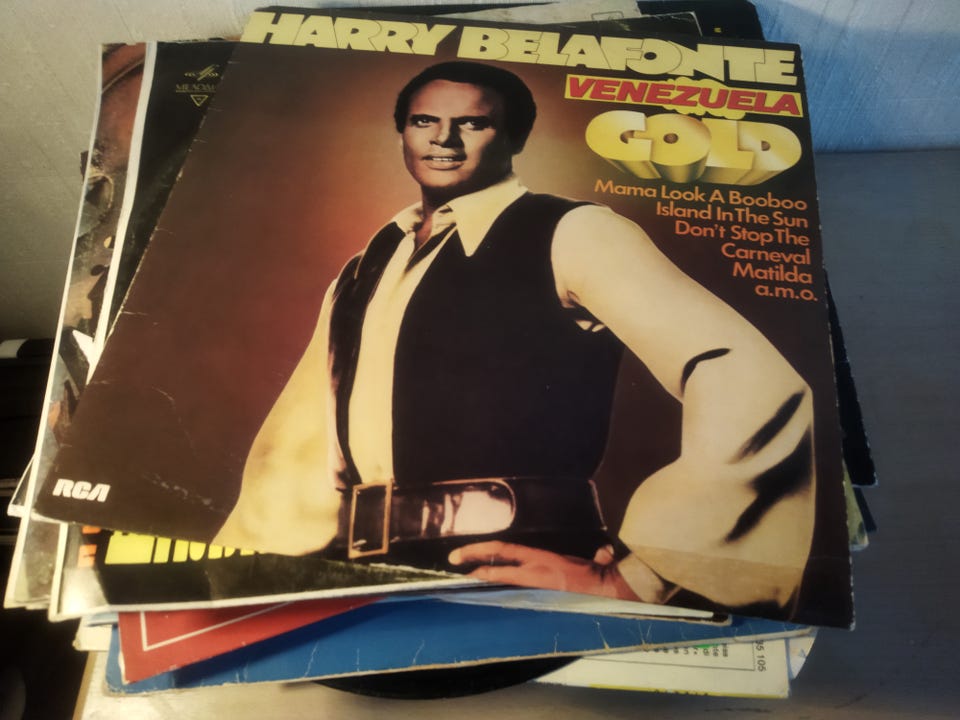 HARRY BELAFONTE
VENEZUELA
GOLD
Mama Look A Booboo
Island In The Sun
Don't Stop The
Carneval
Matilda
a.m.o.
RCA